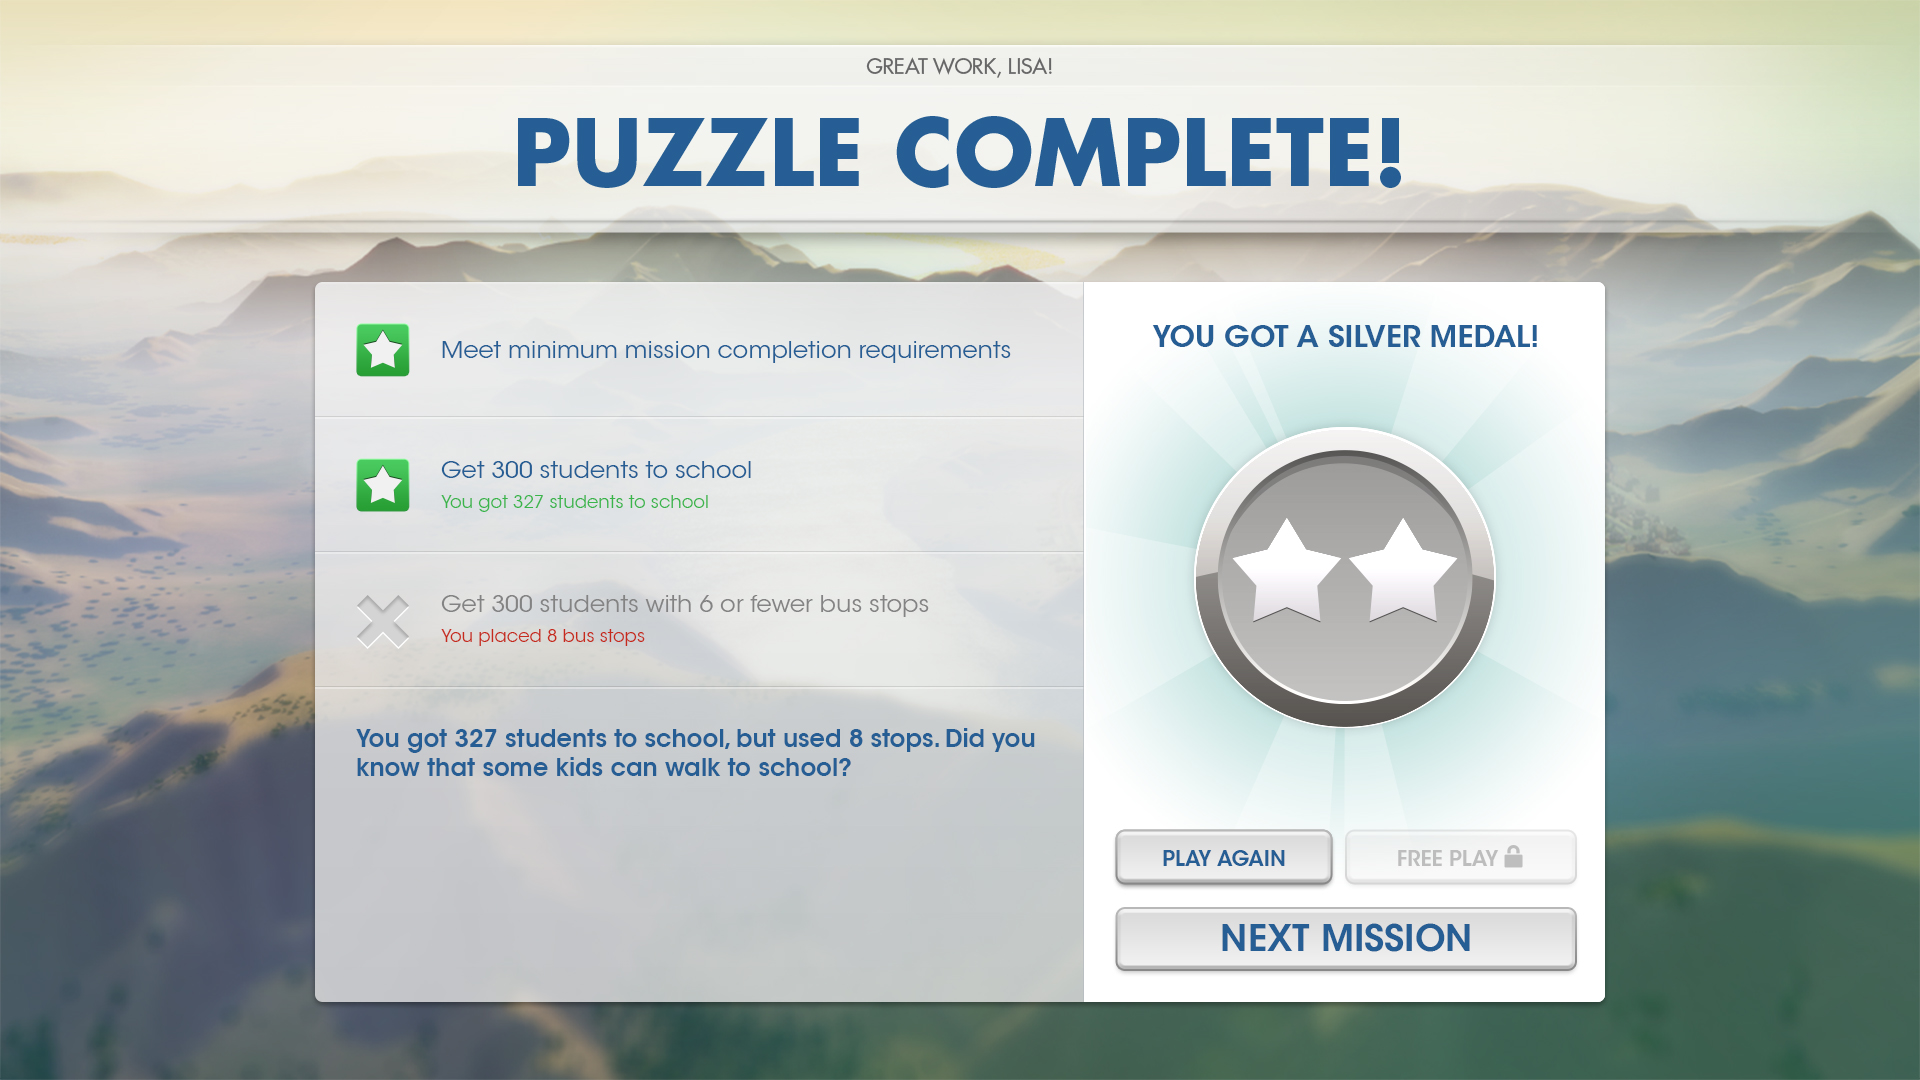 GREAT WORK, LISA!
PUZZLE COMPLETE!
Meet minimum mission completion requirements
Get 300 students to school
You got 327 students to school
Get 300 students with 6 or fewer bus stops
You placed 8 bus stops
You got 327 students to school, but used 8 stops. Did you
know that some kids can walk to school?
YOU GOT A SILVER MEDAL!
PLAY AGAIN
FREE PLAY
NEXT MISSION